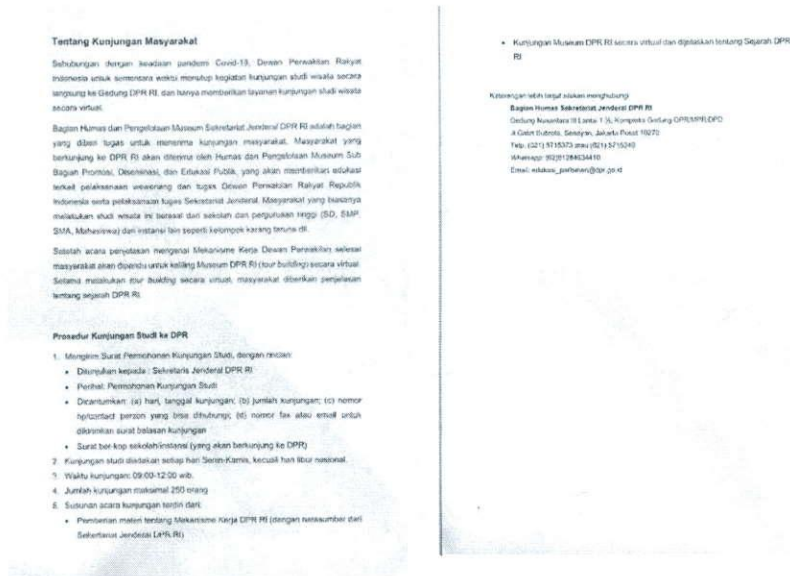 Tentang Kunjungan Masyarakat
Sehubungan dengan keadaan pandemi Covid-19, Dewan Perwakilan Rakyat
Indonesia untuk sementara waktu menutup kegiatan kunjungan studi wisata secara
langsung ke Gedung DPR RI, dan hanya memberikan layanan kunjungan studi wisata
secara virtual.
Bagian Humas dan Pengelolaan Museum Sekretariat Jenderal DPR RI adalah bagian
yang diberi tugas untuk menerima kunjungan masyarakat. Masyarakat yang
berkunjung ke DPR RI akan diterima oleh Humas dan Pengelolaan Museum Sub
Bagian Promosi, Diseminasi, dan Edukasi Publik, yang akan memberikan edukasi
terkait pelaksanaan wewenang dan tugas Dewan Perwakilan Rakyat Republik
Indonesia serta pelaksanaan tugas Sekretariat Jenderal. Masyarakat yang biasanya
melakukan studi wisata ini berasal dari sekolah dan perguruan tinggi (SD, SMP,
SMA, Mahasiswa) dan instansi lain seperti kelompok karang taruna dll.
Setelah acara penjelasan mengenai Mekanisme Kerja Dewan Perwakilan selesai
masyarakat akan dipandu untuk keliling Museum DPR RI (tour building) secara virtual.
Selama melakukan tour building secara virtual, masyarakat diberikan penjelasan
tentang sejarah DPR RI.
Prosedur Kunjungan Studi ke DPR
1. Mengirim Surat Permohonan Kunjungan Studi, dengan rincian:
• Ditunjukan kepada : Sekretaris Jenderal DPR RI
• Perihal: Permohonan Kunjungan Studi
• Dicantumkan: (a) hari, tanggal kunjungan; (b) jumlah kunjungan; (c) nomor
hp/contact person yang bisa dihubungi; (d) nomor fax atau email untuk
dikirimkan surat balasan kunjungan
• Surat ber-kop sekolah/instansi (yang akan berkunjung ke DPR)
2. Kunjungan studi diadakan setiap hari Senin-Kamis, kecuali hari libur nasional.
3. Waktu kunjungan: 09:00-12:00 wib.
4. Jumlah kunjungan maksimal 250 orang
5. Susunan acara kunjungan terdiri dari:
• Pemberian materi tentang Mekanisme Kerja DPR RI (dengan narasumber dari
Sekertariat Jenderal DPR RI)
• Kunjungan Museum DPR RI secara virtual dan dijelaskan tentang Sejarah DPR
RI
Keterangan lebih lanjut silakan menghubungi:
Bagian Humas Sekretariat Jenderal DPR RI
Gedung Nusantara III Lantai 1 ½, Kompleks Gedung DPR/MPR/DPD
Jl Gatot Subroto, Senayan, Jakarta Pusat 10270
Telp. (021) 5715373 atau (021) 5715349
Whatsapp: (62)81284634410
Email: edukasi_parlemen@dpr.go.id